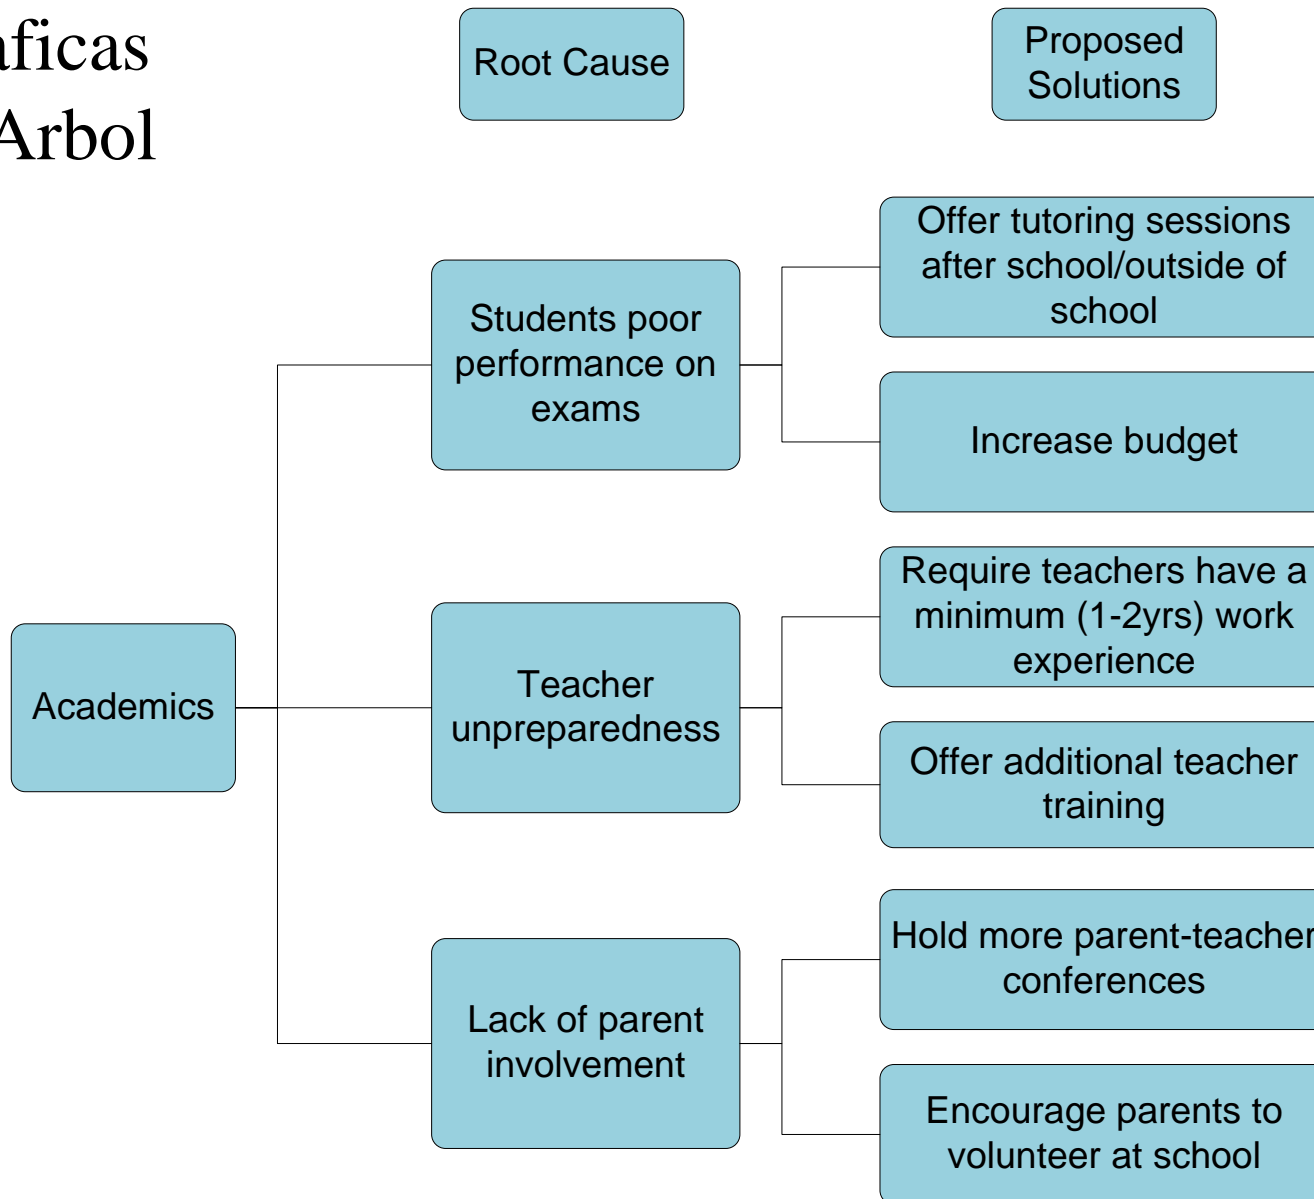 aficas
Arbol
Root Cause
Proposed
Solutions
Offer tutoring sessions
after school/outside of
school
Students poor
performance on
exams
Increase budget
Require teachers have a
minimum (1-2yrs) work
experience
Academics
Teacher
unpreparedness
Offer additional teacher
training
Hold more parent-teacher
conferences
Lack of parent
involvement
Encourage parents to
volunteer at school